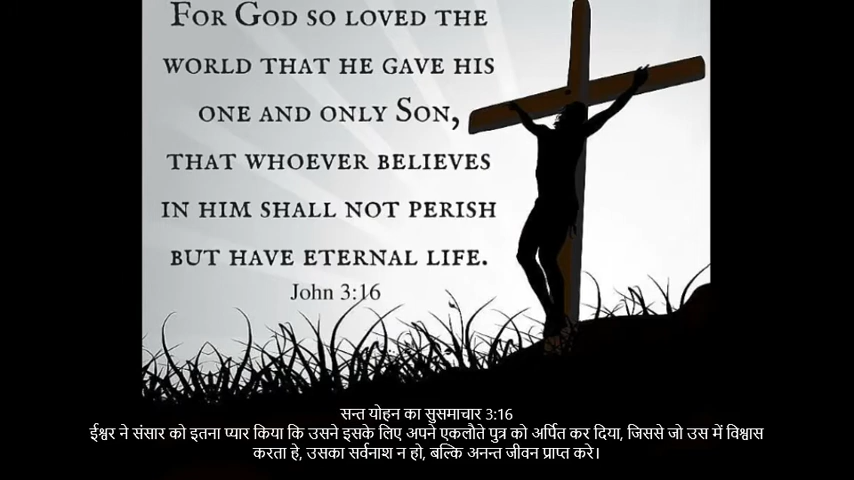 For God so loved the
world that he gave his
one and only Son,
that whoever believes
in him shall not perish
but have eternal life.
John 3:16
सन्त योहन का सुसमाचार 3:16
ईश्वर ने संसार को इतना प्यार किया कि उसने इसके लिए अपने एकलौते पुत्र को अर्पित कर दिया, जिससे जो उस में विश्वास
करता हे, उसका सर्वनाश न हो, बल्कि अनन्त जीवन प्राप्त करे।